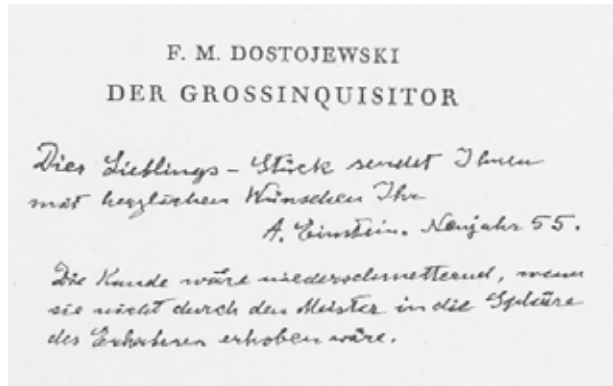 F. M. DOSTOJEWSKI
DER GROSSINQUISITOR
Dies Lieblings-Stück sendet Ihnen
mit herzlichen Wünschen Ihr
A. Einstein. Neujahr 55.
Die Kunde wäre niederschmetternd, wenn
sie nicht durch den Meister in die Sphäre
des Erhabenen erhoben wäre.